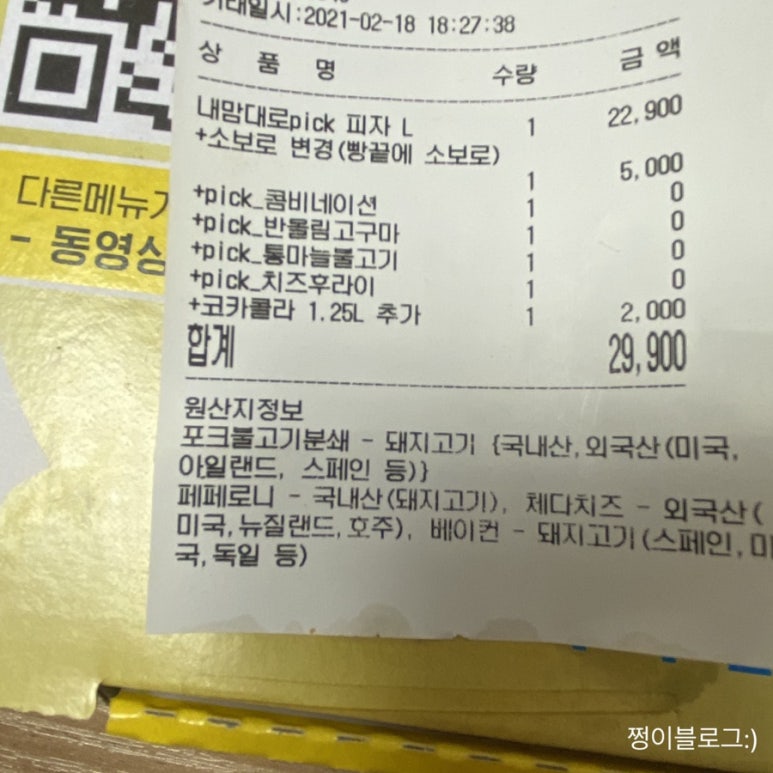 거래일시:2021-02-18 18:27:38
상 품 명 수량 금 액
내맘대로pick 피자 L 1 22,900
+소보로 변경(빵끝에 소보로)
1 5,000
+pick_콤비네이션 1 0
+pick_반올림고구마 1 0
+pick_통마늘불고기 1 0
+pick_치즈후라이 1 0
+코카콜라 1.25L 추가 1 2,000
합계 29,900
원산지정보
포크불고기분쇄 - 돼지고기 {국내산,외국산(미국,
아일랜드, 스페인 등)}
페페로니 - 국내산(돼지고기), 체다치즈 - 외국산(
미국,뉴질랜드,호주), 베이컨 - 돼지고기(스페인,미
국,독일 등)
다른메뉴
- 동영상
쩡이블로그:)